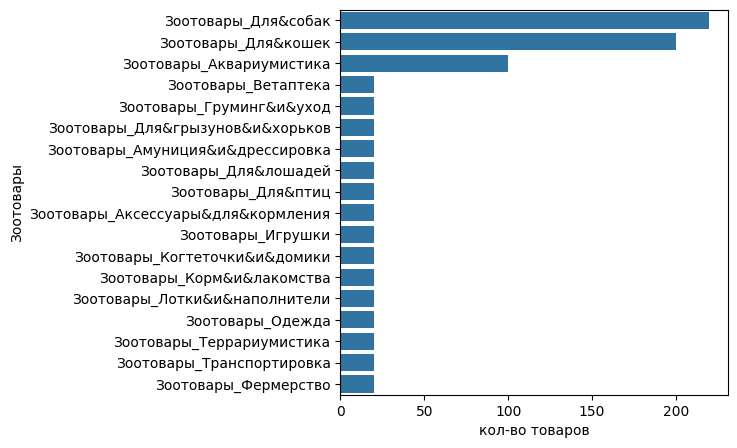 Зоотовары_Для&собак
Зоотовары_Для&кошек
Зоотовары_Аквариумистика
Зоотовары_Ветаптека
Зоотовары_Груминг&и&уход
Зоотовары_Для&грызунов&и&хорьков
Зоотовары_Амуниция&и&дрессировка
Зоотовары_Для&лошадей
Зоотовары_Для&птиц
Зоотовары_Аксессуары&для&кормления
Зоотовары_Игрушки
Зоотовары_Когтеточки&и&домики
Зоотовары_Корм&и&лакомства
Зоотовары_Лотки&и&наполнители
Зоотовары_Одежда
Зоотовары_Террариумистика
Зоотовары_Транспортировка
Зоотовары_Фермерство
Зоотовары
0 50 100 150 200
кол-во товаров